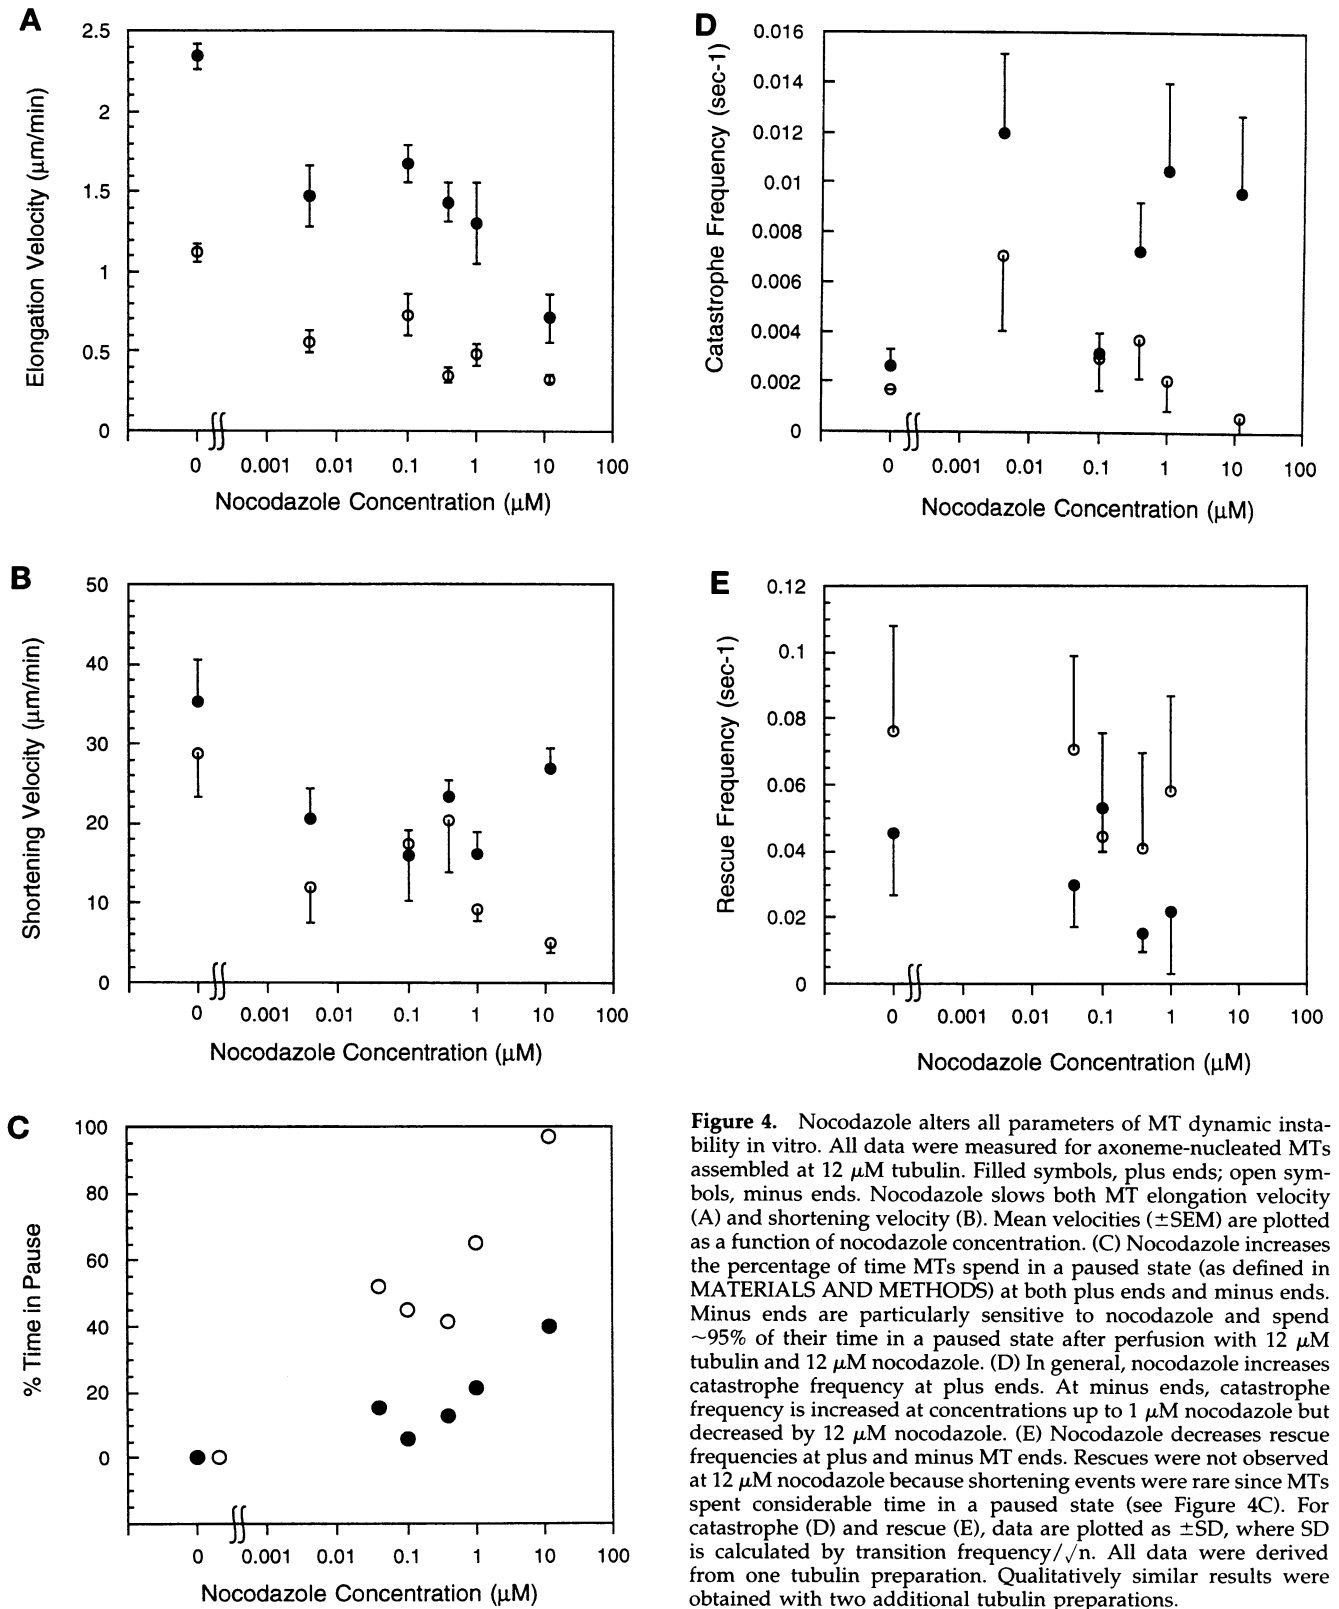 A
2.5
2
1.5
1
0.5
0
Elongation Velocity (μm/min)
0 0.001 0.01 0.1 1 10 100
Nocodazole Concentration (μM)
B
50
40
30
20
10
0
Shortening Velocity (μm/min)
0 0.001 0.01 0.1 1 10 100
Nocodazole Concentration (μM)
C
100
80
60
40
20
0
% Time in Pause
0 0.001 0.01 0.1 1 10 100
Nocodazole Concentration (μM)
D
0.016
0.014
0.012
0.01
0.008
0.006
0.004
0.002
0
Catastrophe Frequency (sec-1)
0 0.001 0.01 0.1 1 10 100
Nocodazole Concentration (μM)
E
0.12
0.1
0.08
0.06
0.04
0.02
0
Rescue Frequency (sec-1)
0 0.001 0.01 0.1 1 10 100
Nocodazole Concentration (μM)
Figure 4. Nocodazole alters all parameters of MT dynamic insta-
bility in vitro. All data were measured for axoneme-nucleated MTs
assembled at 12 μM tubulin. Filled symbols, plus ends; open sym-
bols, minus ends. Nocodazole slows both MT elongation velocity
(A) and shortening velocity (B). Mean velocities (±SEM) are plotted
as a function of nocodazole concentration. (C) Nocodazole increases
the percentage of time MTs spend in a paused state (as defined in
MATERIALS AND METHODS) at both plus ends and minus ends.
Minus ends are particularly sensitive to nocodazole and spend
~95% of their time in a paused state after perfusion with 12 μM
tubulin and 12 μM nocodazole. (D) In general, nocodazole increases
catastrophe frequency at plus ends. At minus ends, catastrophe
frequency is increased at concentrations up to 1 μM nocodazole but
decreased by 12 μM nocodazole. (E) Nocodazole decreases rescue
frequencies at plus and minus MT ends. Rescues were not observed
at 12 μM nocodazole because shortening events were rare since MTs
spent considerable time in a paused state (see Figure 4C). For
catastrophe (D) and rescue (E), data are plotted as ±SD, where SD
is calculated by transition frequency/√n. All data were derived
from one tubulin preparation. Qualitatively similar results were
obtained with two additional tubulin preparations.